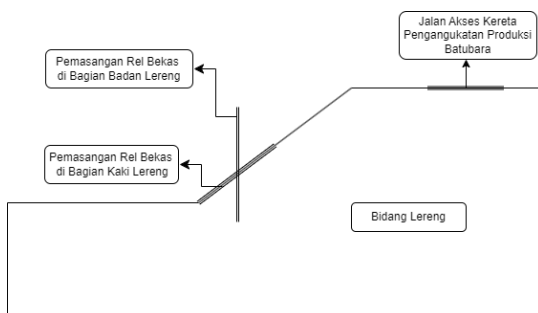 Jalan Akses Kereta
Pengangukatan Produksi
Batubara
Pemasangan Rel Bekas
di Bagian Badan Lereng
Pemasangan Rel Bekas
di Bagian Kaki Lereng
Bidang Lereng